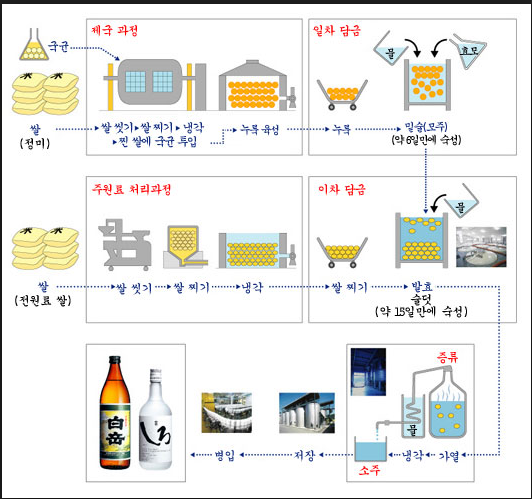 제국 과정
일차 담금
국균
물
효모
쌀
(정미)
쌀 씻기 쌀 찌기 냉각
찐 쌀에 국균 투입
누룩 육성
누룩
밑술(모주)
(약 6일만에 숙성)
주원료 처리과정
이차 담금
물
쌀
(전원료 쌀)
쌀 씻기
쌀 찌기
냉각
쌀 찌기
발효
술덧
(약 15일만에 숙성)
증류
물
白岳
しろ
병입
저장
소주
냉각
가열